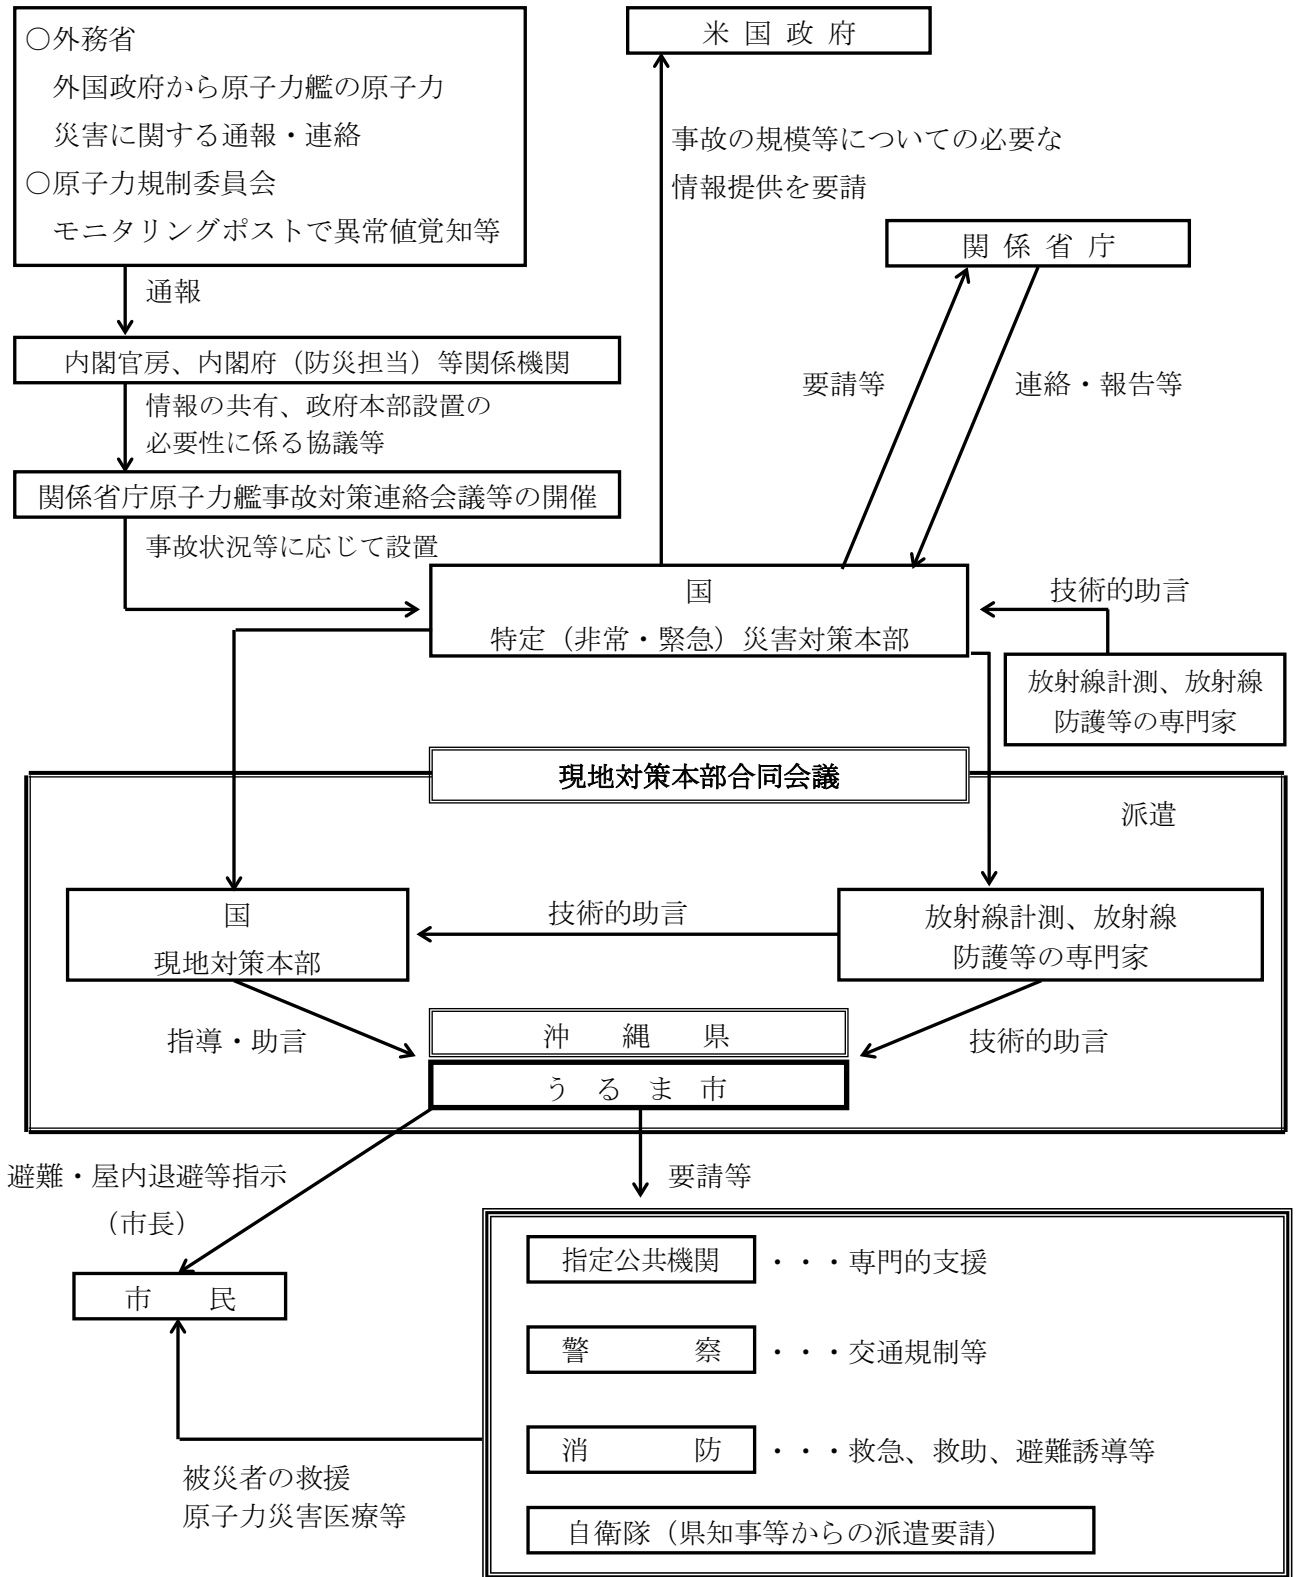 ○外務省
外国政府から原子力艦の原子力
災害に関する通報・連絡
○原子力規制委員会
モニタリングポストで異常値覚知等
米国政府
事故の規模等についての必要な
情報提供を要請
関係省庁
通報
内閣官房、内閣府（防災担当）等関係機関
要請等
連絡・報告等
情報の共有、政府本部設置の
必要性に係る協議等
関係省庁原子力艦事故対策連絡会議等の開催
事故状況等に応じて設置
国
特定（非常・緊急）災害対策本部
技術的助言
放射線計測、放射線
防護等の専門家
現地対策本部合同会議
派遣
国
現地対策本部
技術的助言
放射線計測、放射線
防護等の専門家
指導・助言
沖縄県
技術的助言
うるま市
避難・屋内退避等指示
（市長）
要請等
市民
指定公共機関・・・専門的支援
警察・・・交通規制等
消防・・・救急、救助、避難誘導等
自衛隊（県知事等からの派遣要請）
被災者の救援
原子力災害医療等